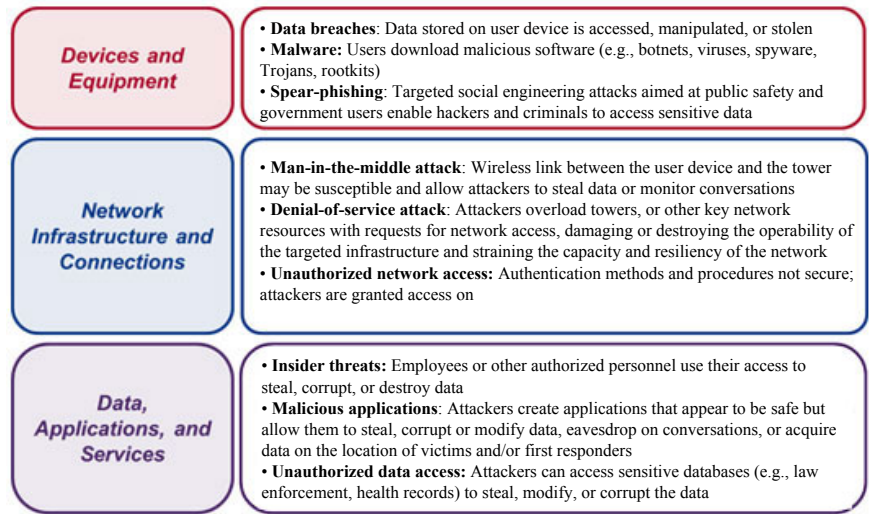 Devices and
Equipment
• Data breaches: Data stored on user device is accessed, manipulated, or stolen
• Malware: Users download malicious software (e.g., botnets, viruses, spyware,
Trojans, rootkits)
• Spear-phishing: Targeted social engineering attacks aimed at public safety and
government users enable hackers and criminals to access sensitive data
Network
Infrastructure and
Connections
• Man-in-the-middle attack: Wireless link between the user device and the tower
may be susceptible and allow attackers to steal data or monitor conversations
• Denial-of-service attack: Attackers overload towers, or other key network
resources with requests for network access, damaging or destroying the operability of
the targeted infrastructure and straining the capacity and resiliency of the network
• Unauthorized network access: Authentication methods and procedures not secure;
attackers are granted access on
Data,
Applications, and
Services
• Insider threats: Employees or other authorized personnel use their access to
steal, corrupt, or destroy data
• Malicious applications: Attackers create applications that appear to be safe but
allow them to steal, corrupt or modify data, eavesdrop on conversations, or acquire
data on the location of victims and/or first responders
• Unauthorized data access: Attackers can access sensitive databases (e.g., law
enforcement, health records) to steal, modify, or corrupt the data